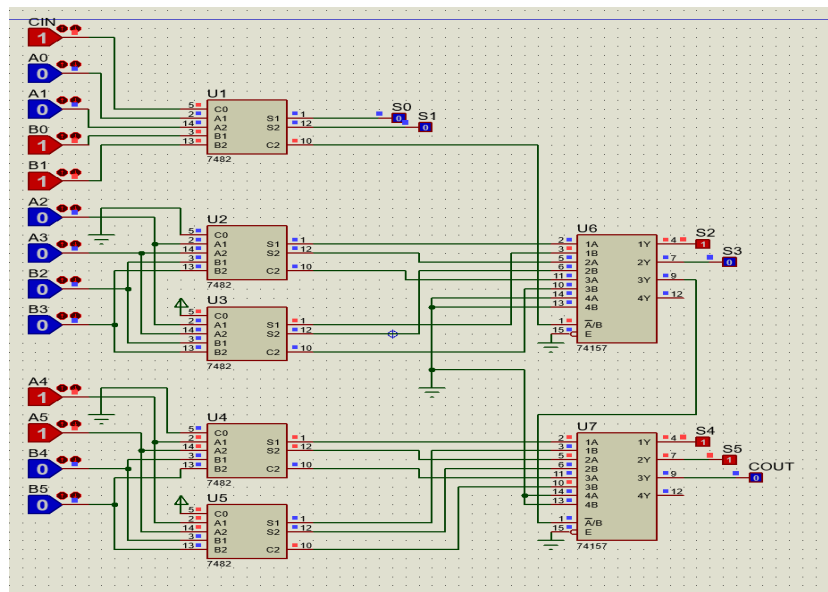 CIN
1
A0
0
A1
0
B0
1
B1
1
A2
0
A3
0
B2
0
B3
0
A4
1
A5
1
B4
0
B5
0
U1
5 C0
2 A1 S1 1
14 A2 S2 12
3 B1
13 B2 C2 10
7482
S0
0
S1
0
U2
5 C0
2 A1 S1 1
14 A2 S2 12
3 B1
13 B2 C2 10
7482
U3
5 C0
2 A1 S1 1
14 A2 S2 12
3 B1
13 B2 C2 10
7482
U4
5 C0
2 A1 S1 1
14 A2 S2 12
3 B1
13 B2 C2 10
7482
U5
5 C0
2 A1 S1 1
14 A2 S2 12
3 B1
13 B2 C2 10
7482
U6
2 1A 1Y 4
3 1B
5 2A 2Y 7
6 2B
11 3A 3Y 9
10 3B
14 4A 4Y 12
13 4B
1 A/B
15 E
74157
S2
1
S3
0
U7
2 1A 1Y 4
3 1B
5 2A 2Y 7
6 2B
11 3A 3Y 9
10 3B
14 4A 4Y 12
13 4B
1 A/B
15 E
74157
S4
1
S5
1
COUT
0